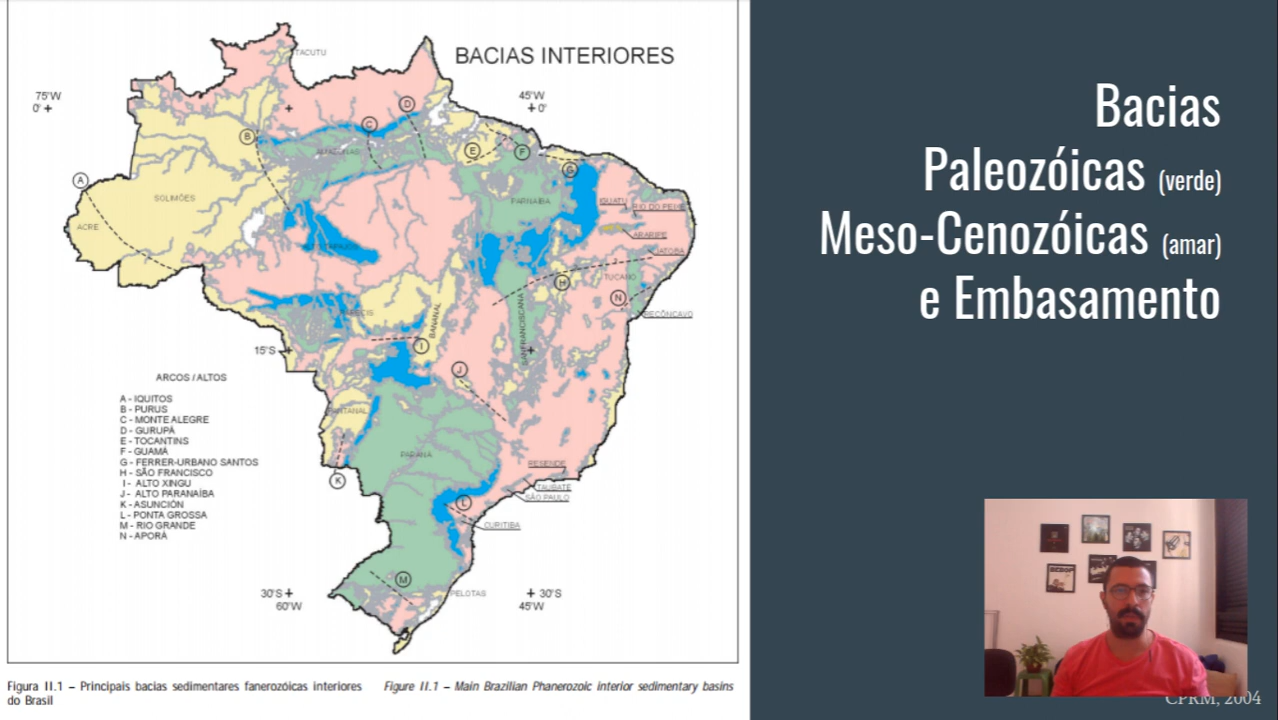 BACIAS INTERIORES
TACUTU
75°W
0° +
45°W
+ 0°
D
C
B
E
F
G
A
AMAZONAS
SOLIMÕES
PARNAÍBA
IGUATU
RIO DO PEIXE
ACRE
ARARIPE
JATOBÁ
TUCANO
H
N
RECÔNCAVO
BANANAL
SANFRANCISCANA
I
J
15°S
PANTANAL
PARANÁ
K
L
RESENDE
TAUBATÉ
SÃO PAULO
CURITIBA
M
PELOTAS
30°S +
60°W
+ 30°S
45°W
ARCOS / ALTOS
A - IQUITOS
B - PURUS
C - MONTE ALEGRE
D - GURUPÁ
E - TOCANTINS
F - GUAMÁ
G - FERRER-URBANO SANTOS
H - SÃO FRANCISCO
I - ALTO XINGU
J - ALTO PARANAÍBA
K - ASUNCIÓN
L - PONTA GROSSA
M - RIO GRANDE
N - APORÁ
Figura II.1 – Principais bacias sedimentares fanerozóicas interiores
do Brasil
Figure II.1 – Main Brazilian Phanerozoic interior sedimentary basins
Bacias
Paleozóicas (verde)
Meso-Cenozóicas (amar)
e Embasamento
BEBOP
CPRM, 2004